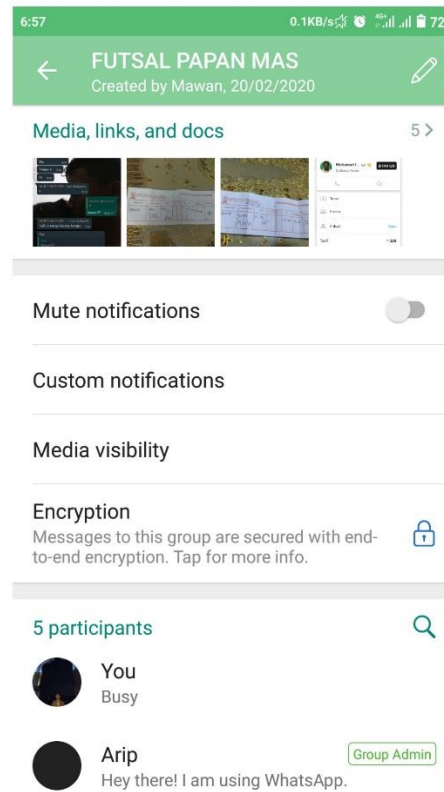 6:57 0.1KB/s 4G+ 72
FUTSAL PAPAN MAS
Created by Mawan, 20/02/2020
Media, links, and docs 5 >
Mute notifications
Custom notifications
Media visibility
Encryption
Messages to this group are secured with end-
to-end encryption. Tap for more info.
5 participants
You
Busy
Arip Group Admin
Hey there! I am using WhatsApp.